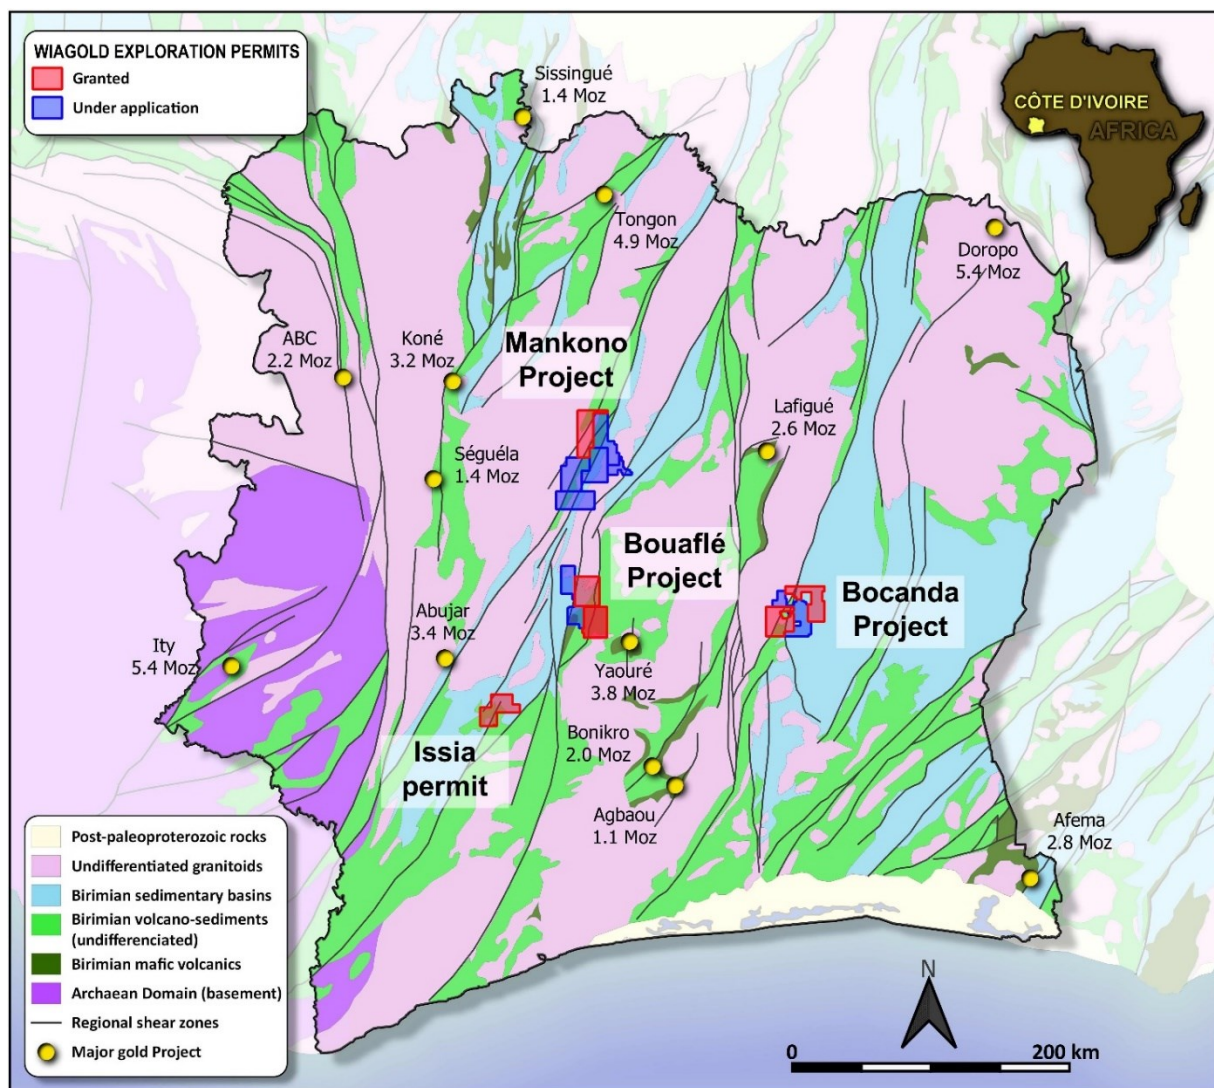 WIAGOLD EXPLORATION PERMITS
Granted
Under application
Sissingué
1.4 Moz
CÔTE D'IVOIRE
AFRICA
Tongon
4.9 Moz
Doropo
5.4 Moz
ABC
2.2 Moz
Koné
3.2 Moz
Mankono
Project
Lafigué
2.6 Moz
Séguéla
1.4 Moz
Bouaflé
Project
Bocanda
Project
Abujar
3.4 Moz
Ity
5.4 Moz
Yaouré
3.8 Moz
Issia
permit
Bonikro
2.0 Moz
Agbaou
1.1 Moz
Afema
2.8 Moz
Post-paleoproterozoic rocks
Undifferentiated granitoids
Birimian sedimentary basins
Birimian volcano-sediments
(undifferenciated)
Birimian mafic volcanics
Archaean Domain (basement)
Regional shear zones
Major gold Project
N
0 200 km